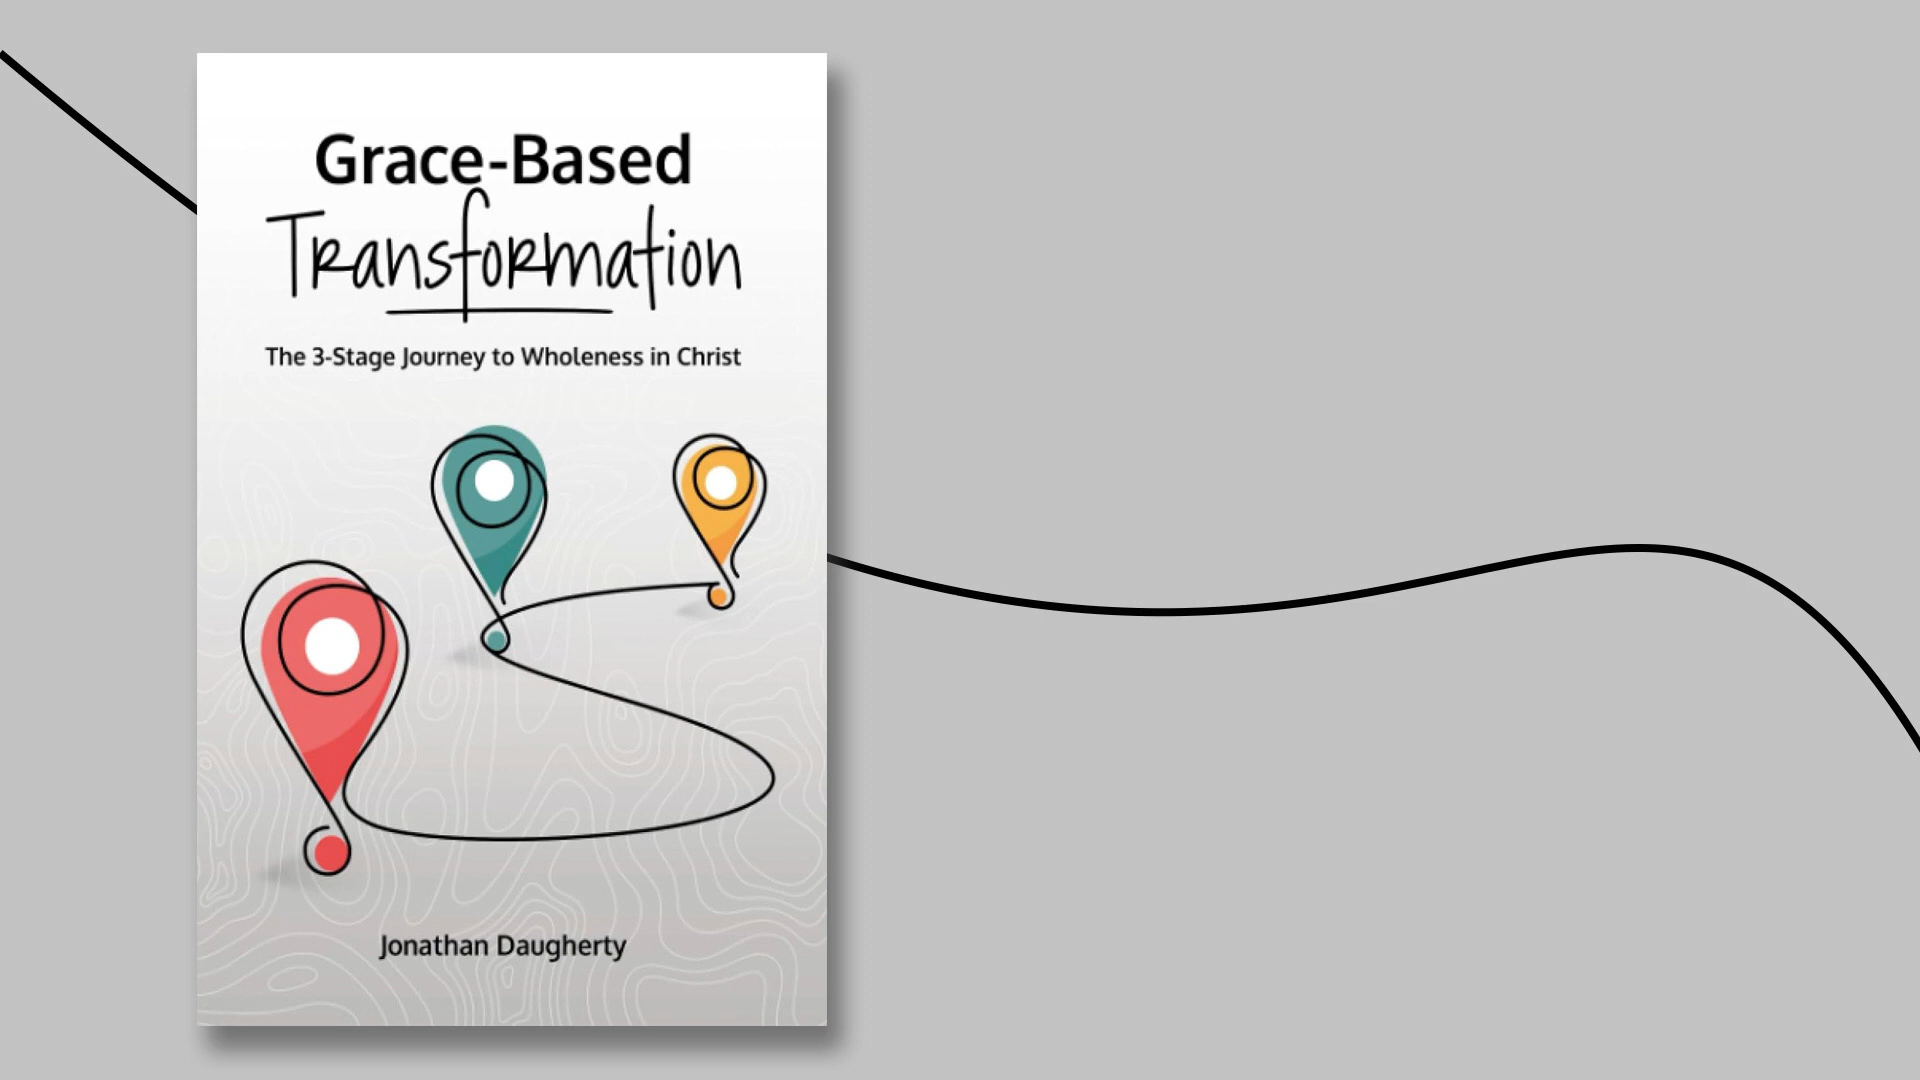 Grace-Based
Transformation
The 3-Stage Journey to Wholeness in Christ
Jonathan Daugherty